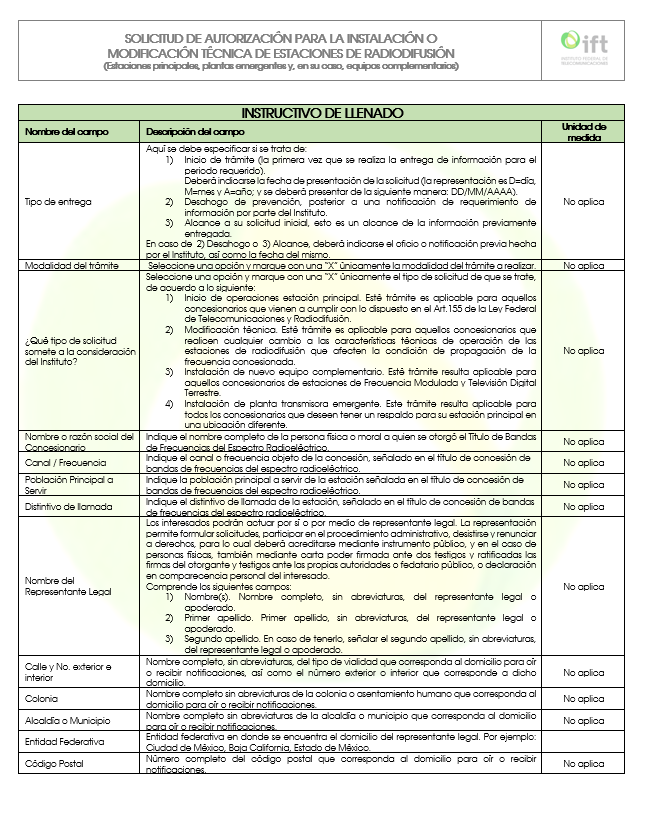 SOLICITUD DE AUTORIZACIÓN PARA LA INSTALACIÓN O
MODIFICACIÓN TÉCNICA DE ESTACIONES DE RADIODIFUSIÓN
(Estaciones principales, plantas emergentes y, en su caso, equipos complementarios)
ift
INSTITUTO FEDERAL DE
TELECOMUNICACIONES
INSTRUCTIVO DE LLENADO
Nombre del campo
Descripción del campo
Unidad de
medida
Tipo de entrega
Aquí se debe especificar si se trata de:
1) Inicio de trámite (la primera vez que se realiza la entrega de información para el
periodo requerido).
Deberá indicarse la fecha de presentación de la solicitud (la representación es D=día,
M=mes y A=año; y se deberá presentar de la siguiente manera: DD/MM/AAAA).
2) Desahogo de prevención, posterior a una notificación de requerimiento de
información por parte del Instituto.
3) Alcance a su solicitud inicial, esto es un alcance de la información previamente
entregada.
En caso de 2) Desahogo o 3) Alcance, deberá indicarse el oficio o notificación previa hecha
por el Instituto, así como la fecha del mismo.
No aplica
Modalidad del trámite
Seleccione una opción y marque con una "X" únicamente la modalidad del trámite a realizar.
No aplica
¿Qué tipo de solicitud
somete a la consideración
del Instituto?
Seleccione una opción y marque con una "X" únicamente el tipo de solicitud de que se trate,
de acuerdo a lo siguiente:
1) Inicio de operaciones estación principal. Esté trámite es aplicable para aquellos
concesionarios que vienen a cumplir con lo dispuesto en el Art.155 de la Ley Federal
de Telecomunicaciones y Radiodifusión.
2) Modificación técnica. Esté trámite es aplicable para aquellos concesionarios que
realicen cualquier cambio a las características técnicas de operación de las
estaciones de radiodifusión que afecten la condición de propagación de la
frecuencia concesionada.
3) Instalación de nuevo equipo complementario. Esté trámite resulta aplicable para
aquellos concesionarios de estaciones de Frecuencia Modulada y Televisión Digital
Terrestre.
4) Instalación de planta transmisora emergente. Este trámite resulta aplicable para
todos los concesionarios que deseen tener un respaldo para su estación principal en
una ubicación diferente.
No aplica
Nombre o razón social del
Concesionario
Indique el nombre completo de la persona física o moral a quien se otorgó el Título de Bandas
de Frecuencias del Espectro Radioeléctrico.
No aplica
Canal / Frecuencia
Indique el canal o frecuencia objeto de la concesión, señalado en el título de concesión de
bandas de frecuencias del espectro radioeléctrico.
No aplica
Población Principal a
Servir
Indique la población principal a servir de la estación señalada en el título de concesión de
bandas de frecuencias del espectro radioeléctrico.
No aplica
Distintivo de llamada
Indique el distintivo de llamada de la estación, señalado en el título de concesión de bandas
de frecuencias del espectro radioeléctrico.
No aplica
Nombre del
Representante Legal
Los interesados podrán actuar por sí o por medio de representante legal. La representación
permite formular solicitudes, participar en el procedimiento administrativo, desistirse y renunciar
a derechos, para lo cual deberá acreditarse mediante instrumento público, y en el caso de
personas físicas, también mediante carta poder firmada ante dos testigos y ratificadas las
firmas del otorgante y testigos ante las propias autoridades o fedatario público, o declaración
en comparecencia personal del interesado.
Comprende los siguientes campos:
1) Nombre(s). Nombre completo, sin abreviaturas, del representante legal o
apoderado.
2) Primer apellido. Primer apellido, sin abreviaturas, del representante legal o
apoderado.
3) Segundo apellido. En caso de tenerlo, señalar el segundo apellido, sin abreviaturas,
del representante legal o apoderado.
No aplica
Calle y No. exterior e
interior
Nombre completo, sin abreviaturas, del tipo de vialidad que corresponda al domicilio para oír
o recibir notificaciones, así como el número exterior o interior que corresponde a dicho
domicilio.
No aplica
Colonia
Nombre completo sin abreviaturas de la colonia o asentamiento humano que corresponda al
domicilio para oír o recibir notificaciones.
No aplica
Alcaldía o Municipio
Nombre completo sin abreviaturas de la alcaldía o municipio que corresponda al domicilio
para oír o recibir notificaciones.
No aplica
Entidad Federativa
Entidad federativa en donde se encuentra el domicilio del representante legal. Por ejemplo:
Ciudad de México, Baja California, Estado de México.
Código Postal
Número completo del código postal que corresponda al domicilio para oír o recibir
notificaciones.
No aplica